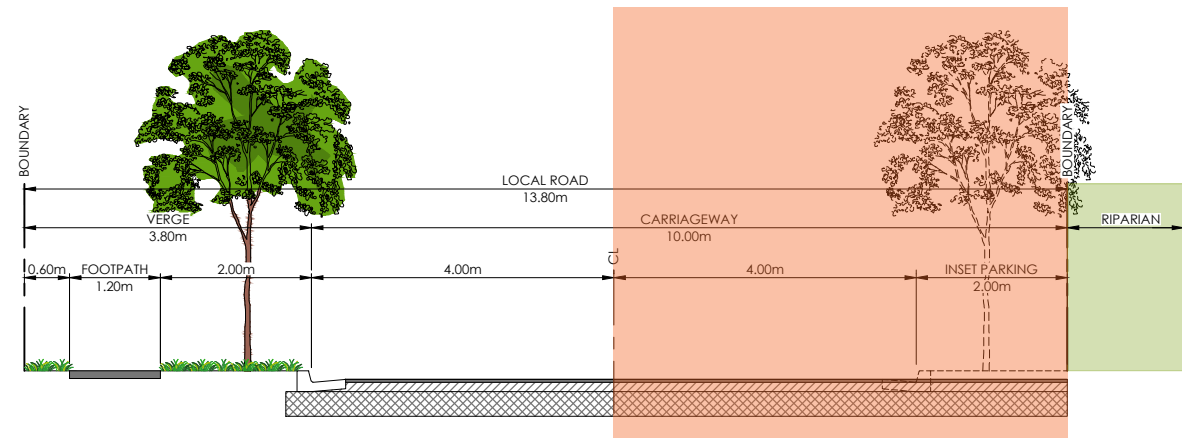 BOUNDARY
BOUNDARY
LOCAL ROAD
13.80m
VERGE
3.80m
CARRIAGEWAY
10.00m
RIPARIAN
CL
0.60m
FOOTPATH
1.20m
2.00m
4.00m
4.00m
INSET PARKING
2.00m